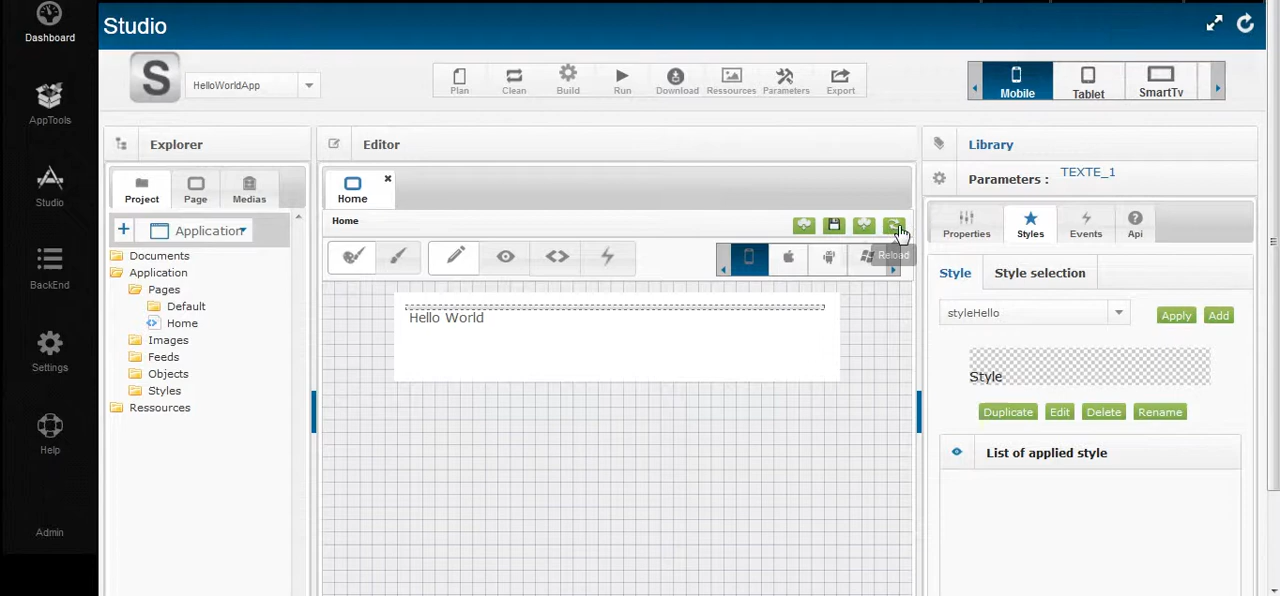 Dashboard
AppTools
Studio
BackEnd
Settings
Help
Admin
Studio
S
HelloWorldApp
Plan
Clean
Build
Run
Download
Ressources
Parameters
Export
Mobile
Tablet
SmartTv
Explorer
Project
Page
Medias
+
Application
Documents
Application
Pages
Default
Home
Images
Feeds
Objects
Styles
Ressources
Editor
Home
Home
Reload
Hello World
Library
Parameters :
TEXTE_1
Properties
Styles
Events
Api
Style
Style selection
styleHello
Apply
Add
Style
Duplicate
Edit
Delete
Rename
List of applied style